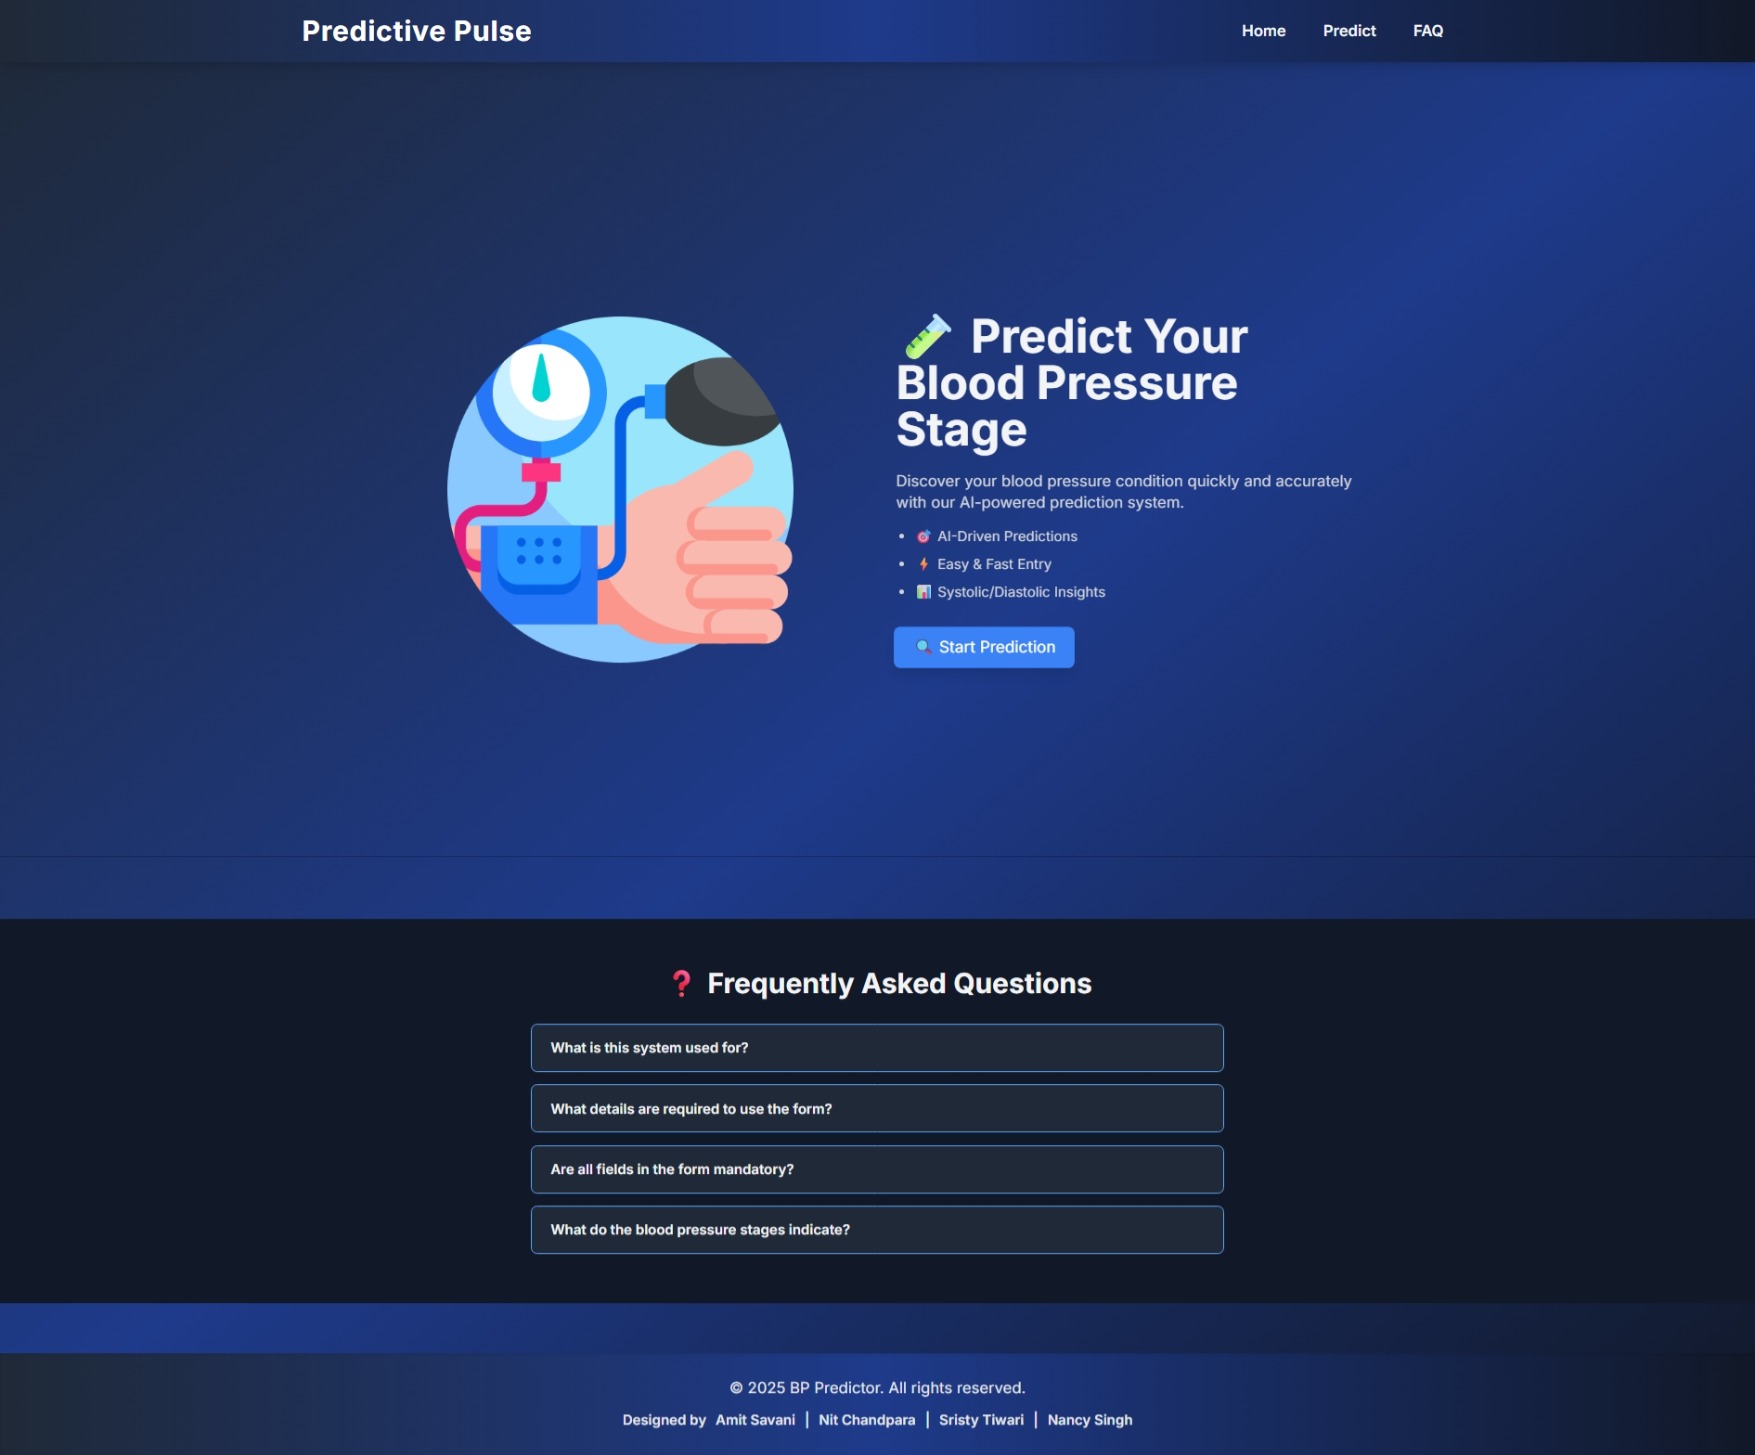 Predictive Pulse
Home Predict FAQ
Predict Your
Blood Pressure
Stage
Discover your blood pressure condition quickly and accurately
with our AI-powered prediction system.
AI-Driven Predictions
Easy & Fast Entry
Systolic/Diastolic Insights
Start Prediction
Frequently Asked Questions
What is this system used for?
What details are required to use the form?
Are all fields in the form mandatory?
What do the blood pressure stages indicate?
© 2025 BP Predictor. All rights reserved.
Designed by Amit Savani | Nit Chandpara | Sristy Tiwari | Nancy Singh